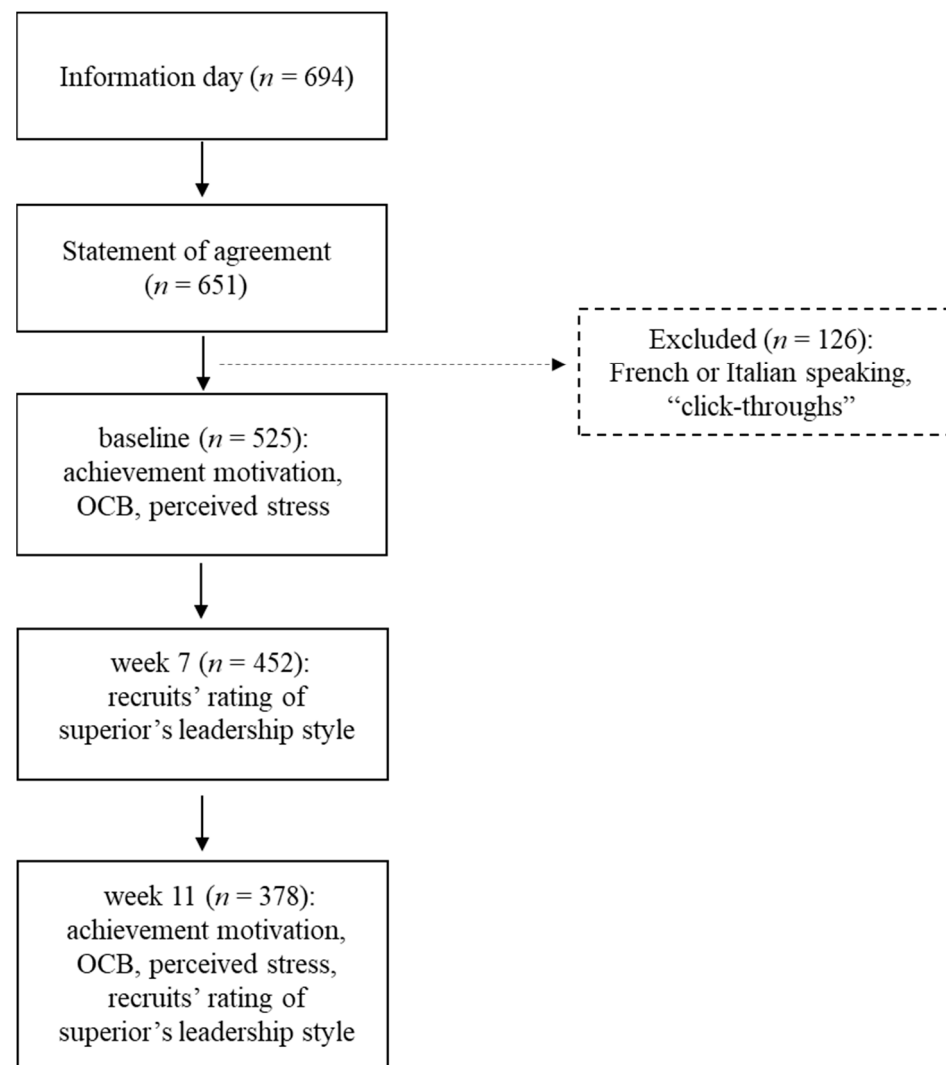 Information day (n = 694)
Statement of agreement
(n = 651)
Excluded (n = 126):
French or Italian speaking,
“click-throughs”
baseline (n = 525):
achievement motivation,
OCB, perceived stress
week 7 (n = 452):
recruits’ rating of
superior’s leadership style
week 11 (n = 378):
achievement motivation,
OCB, perceived stress,
recruits’ rating of
superior’s leadership style